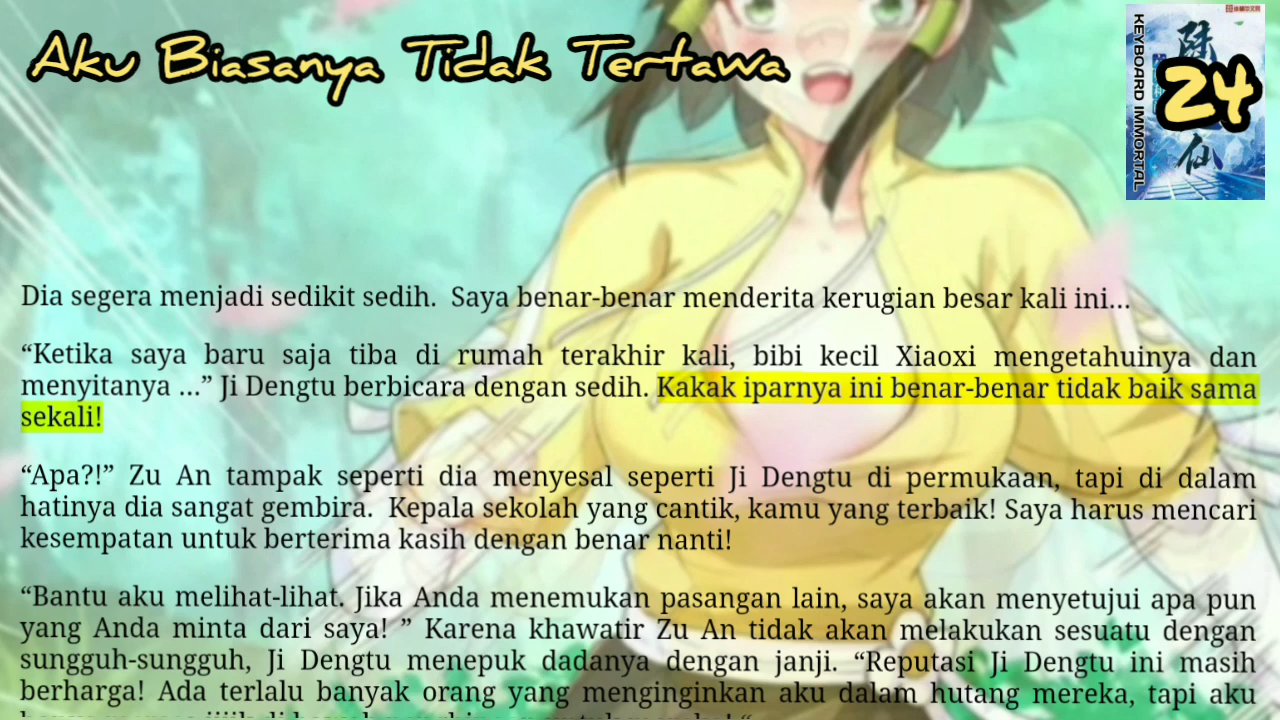 Aku Biasanya Tidak Tertawa
KEYBOARD IMMORTAL
24
仙
Dia segera menjadi sedikit sedih. Saya benar-benar menderita kerugian besar kali ini…
“Ketika saya baru saja tiba di rumah terakhir kali, bibi kecil Xiaoxi mengetahuinya dan
menyitanya …” Ji Dengtu berbicara dengan sedih. Kakak iparnya ini benar-benar tidak baik sama
sekali!
“Apa?!” Zu An tampak seperti dia menyesal seperti Ji Dengtu di permukaan, tapi di dalam
hatinya dia sangat gembira. Kepala sekolah yang cantik, kamu yang terbaik! Saya harus mencari
kesempatan untuk berterima kasih dengan benar nanti!
“Bantu aku melihat-lihat. Jika Anda menemukan pasangan lain, saya akan menyetujui apa pun
yang Anda minta dari saya! ” Karena khawatir Zu An tidak akan melakukan sesuatu dengan
sungguh-sungguh, Ji Dengtu menepuk dadanya dengan janji. “Reputasi Ji Dengtu ini masih
berharga! Ada terlalu banyak orang yang menginginkan aku dalam hutang mereka, tapi aku